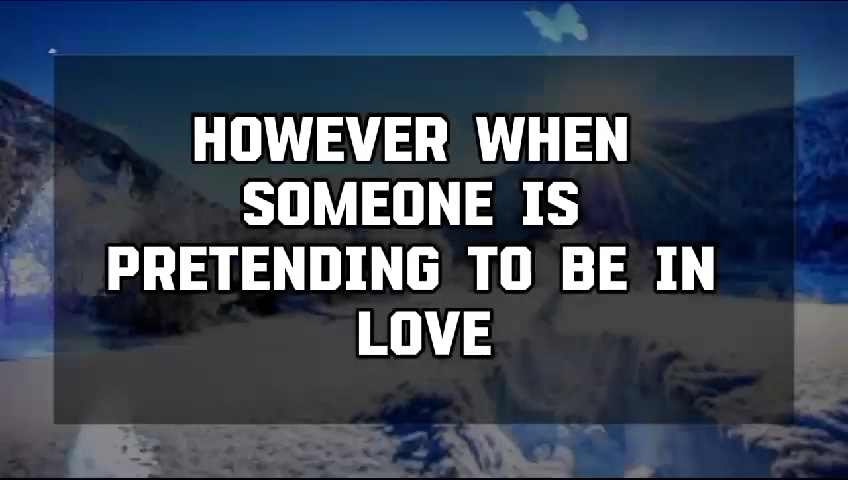 HOWEVER WHEN
SOMEONE IS
PRETENDING TO BE IN
LOVE